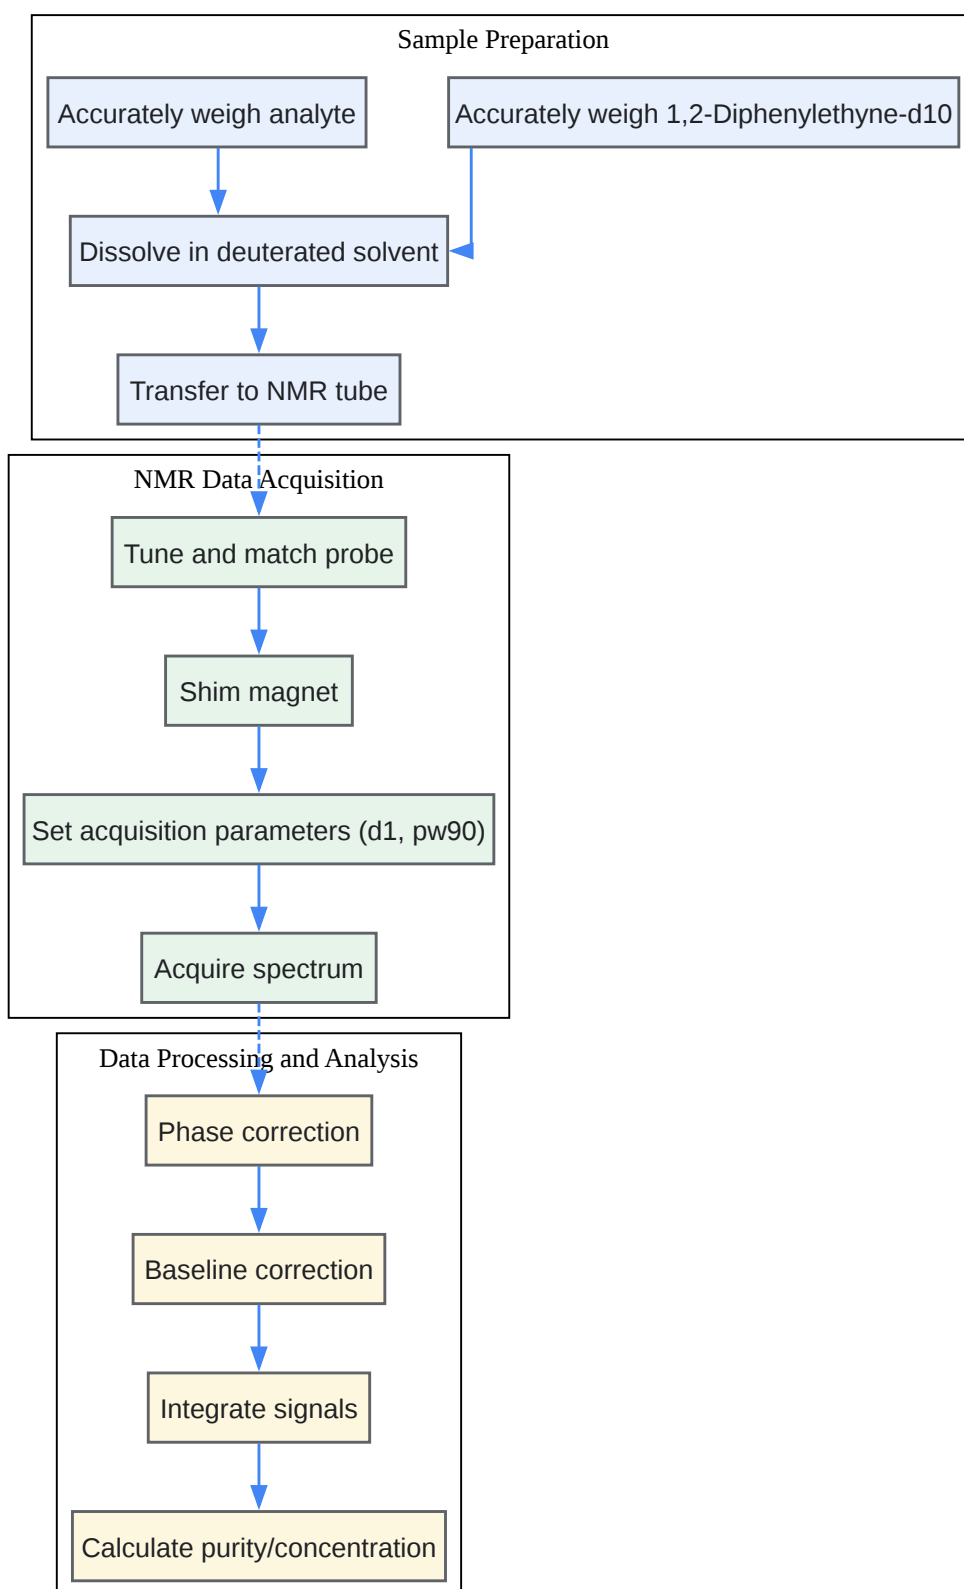 Sample Preparation
Accurately weigh analyte
Accurately weigh 1,2-Diphenylethyne-d10
Dissolve in deuterated solvent
Transfer to NMR tube
NMR Data Acquisition
Tune and match probe
Shim magnet
Set acquisition parameters (d1, pw90)
Acquire spectrum
Data Processing and Analysis
Phase correction
Baseline correction
Integrate signals
Calculate purity/concentration